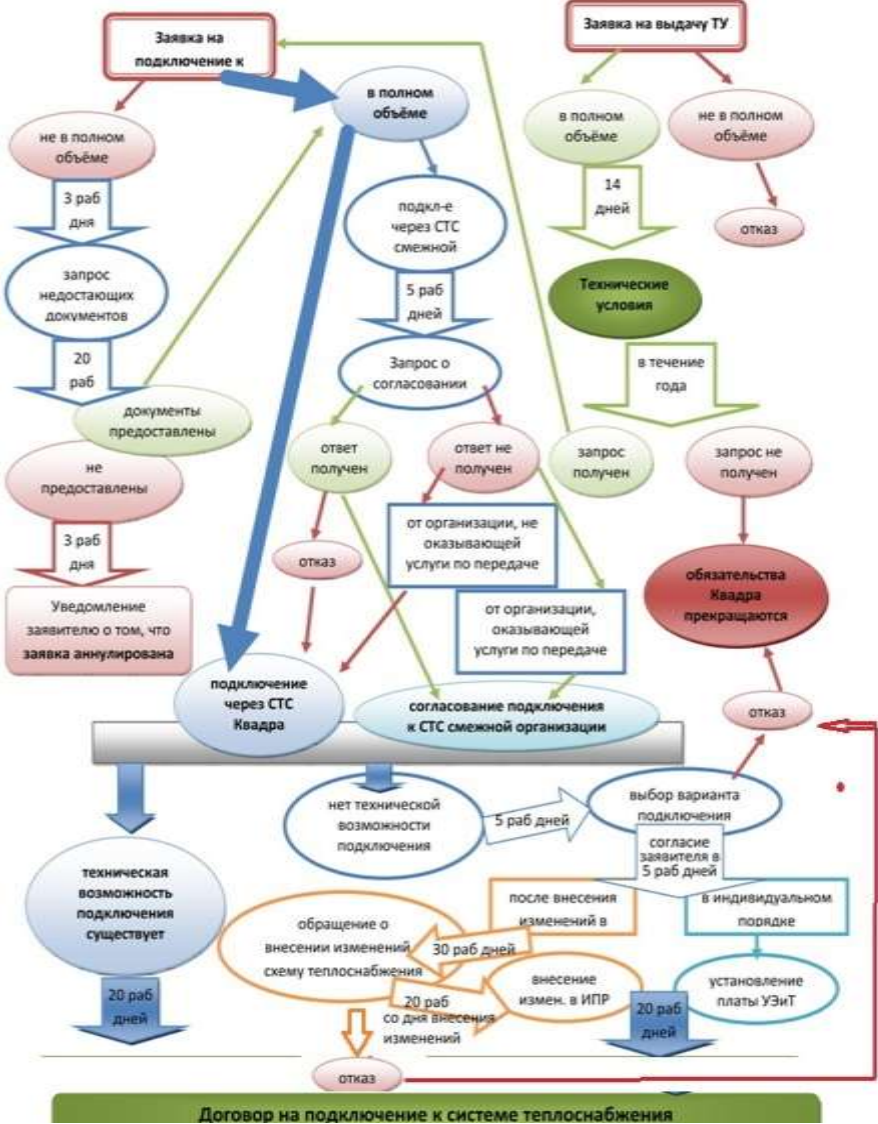 Заявка на
подключение к
Заявка на выдачу ТУ
в полном
объёме
не в полном
объёме
в полном
объёме
не в полном
объёме
3 раб
дня
подкл-е
через СТС
смежной
14
дней
отказ
запрос
недостающих
документов
5 раб
дней
Технические
условия
20
раб
Запрос о
согласовании
в течение
года
документы
предоставлены
ответ
получен
ответ не
получен
запрос
получен
запрос не
получен
не
предоставлены
3 раб
дня
отказ
от организации, не
оказывающей
услуги по передаче
обязательства
Квадра
прекращаются
Уведомление
заявителю о том, что
заявка аннулирована
от организации,
оказывающей
услуги по передаче
подключение
через СТС
Квадра
согласование подключения
к СТС смежной организации
отказ
нет технической
возможности
подключения
5 раб дней
выбор варианта
подключения
согласие
заявителя в
5 раб дней
техническая
возможность
подключения
существует
после внесения
изменений в
в индивидуальном
порядке
обращение о
внесении изменений
схему теплоснабжения
30 раб дней
20 раб
дней
20 раб
со дня внесения
изменений
внесение
измен. в ИПР
20 раб
дней
установление
платы УЭиТ
отказ
Договор на подключение к системе теплоснабжения